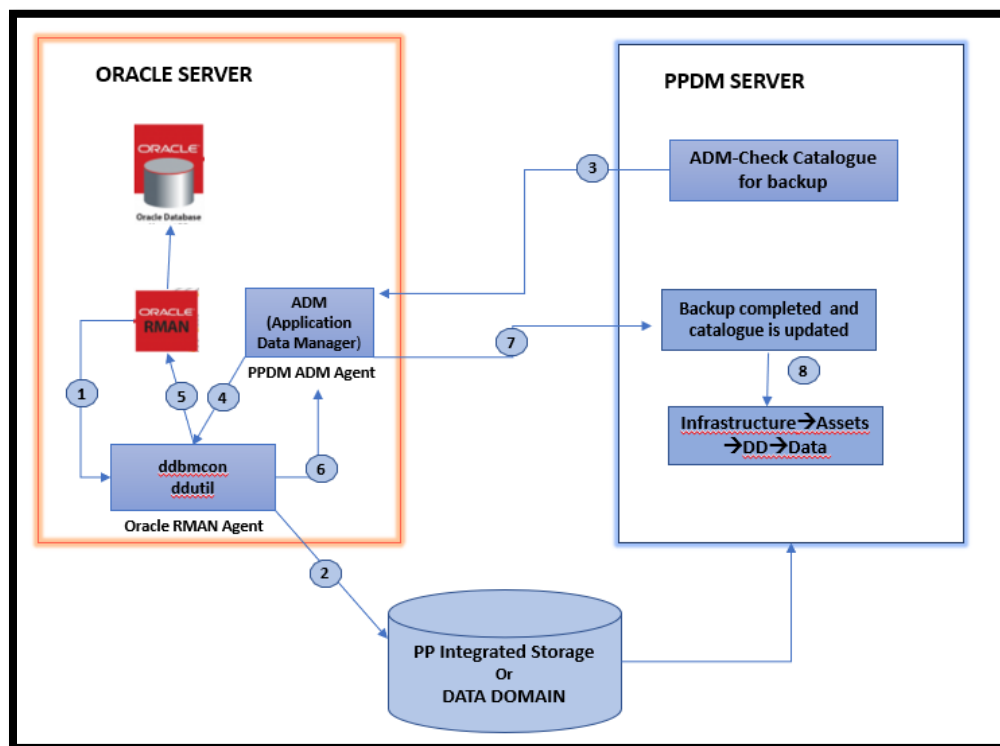 ORACLE SERVER
ORACLE
Oracle Database
ORACLE
RMAN
ADM
(Application
Data Manager)
PPDM ADM Agent
1
5
4
6
ddbmcon
ddutil
Oracle RMAN Agent
2
3
7
PPDM SERVER
ADM-Check Catalogue
for backup
Backup completed and
catalogue is updated
8
Infrastructure→Assets
→DD→Data
PP Integrated Storage
Or
DATA DOMAIN